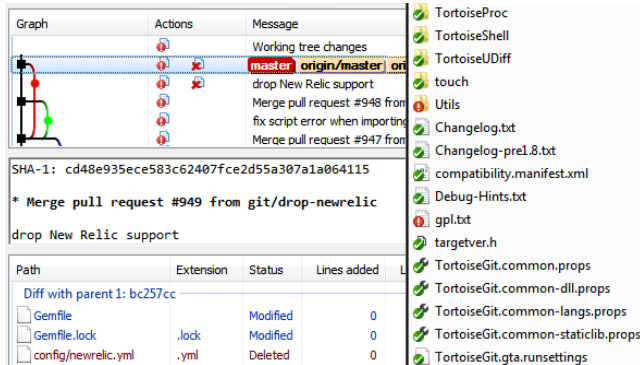 Graph Actions Message
Working tree changes
master origin/master ori
drop New Relic support
Merge pull request #948 from
fix script error when importing
Merge pull request #947 from
SHA-1: cd48e935ece583c62407fce2d55a307a1a064115
* Merge pull request #949 from git/drop-newrelic
drop New Relic support
Path Extension Status Lines added L
Diff with parent 1: bc257cc
Gemfile Modified 0
Gemfile.lock .lock Modified 0
config/newrelic.yml .yml Deleted 0
TortoiseProc
TortoiseShell
TortoiseUDiff
touch
Utils
Changelog.txt
Changelog-pre1.8.txt
compatibility.manifest.xml
Debug-Hints.txt
gpl.txt
targetver.h
TortoiseGit.common.props
TortoiseGit.common-dll.props
TortoiseGit.common-langs.props
TortoiseGit.common-staticlib.props
TortoiseGit.gta.runsettings